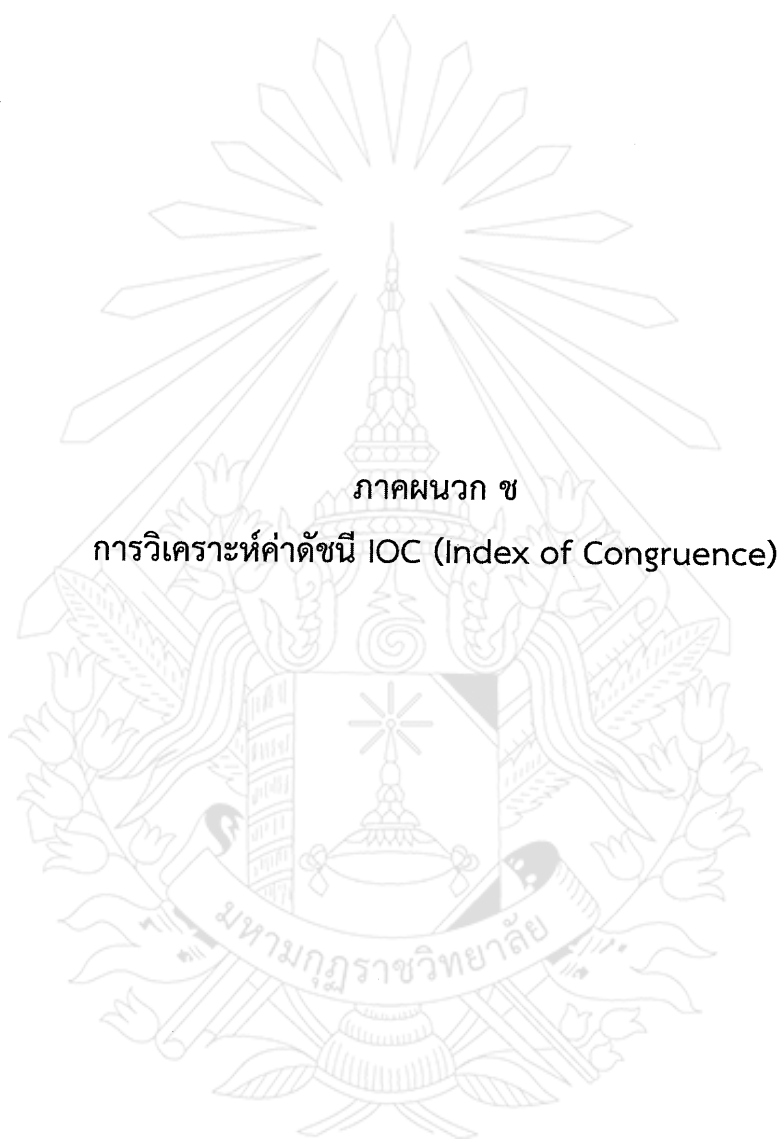 ภาคผนวก ซ
การวิเคราะห์ค่าดัชนี IOC (Index of Congruence)
มหามกุฏราชวิทยาลัย